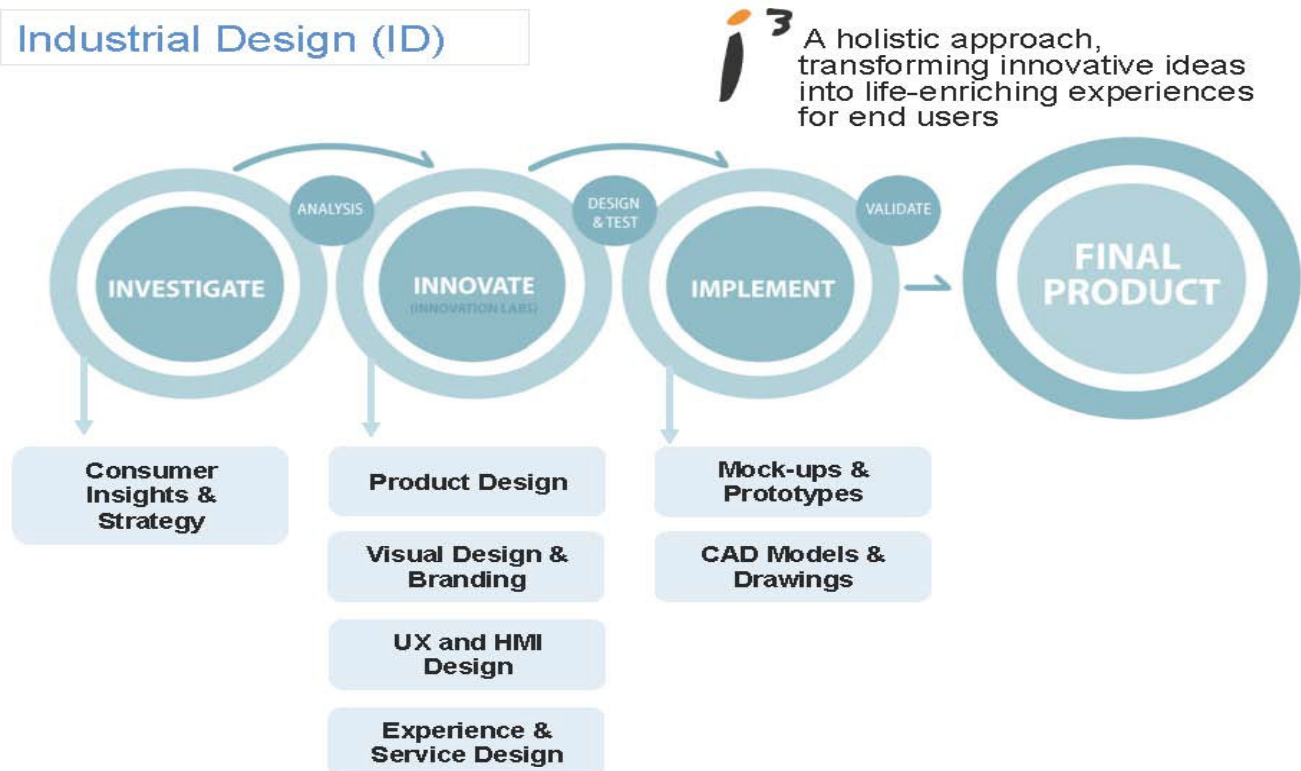 Industrial Design (ID)
i3
A holistic approach,
transforming innovative ideas
into life-enriching experiences
for end users
INVESTIGATE
ANALYSIS
INNOVATE
(INNOVATION LABS)
DESIGN
& TEST
IMPLEMENT
VALIDATE
FINAL
PRODUCT
Consumer
Insights &
Strategy
Product Design
Visual Design &
Branding
UX and HMI
Design
Experience &
Service Design
Mock-ups &
Prototypes
CAD Models &
Drawings